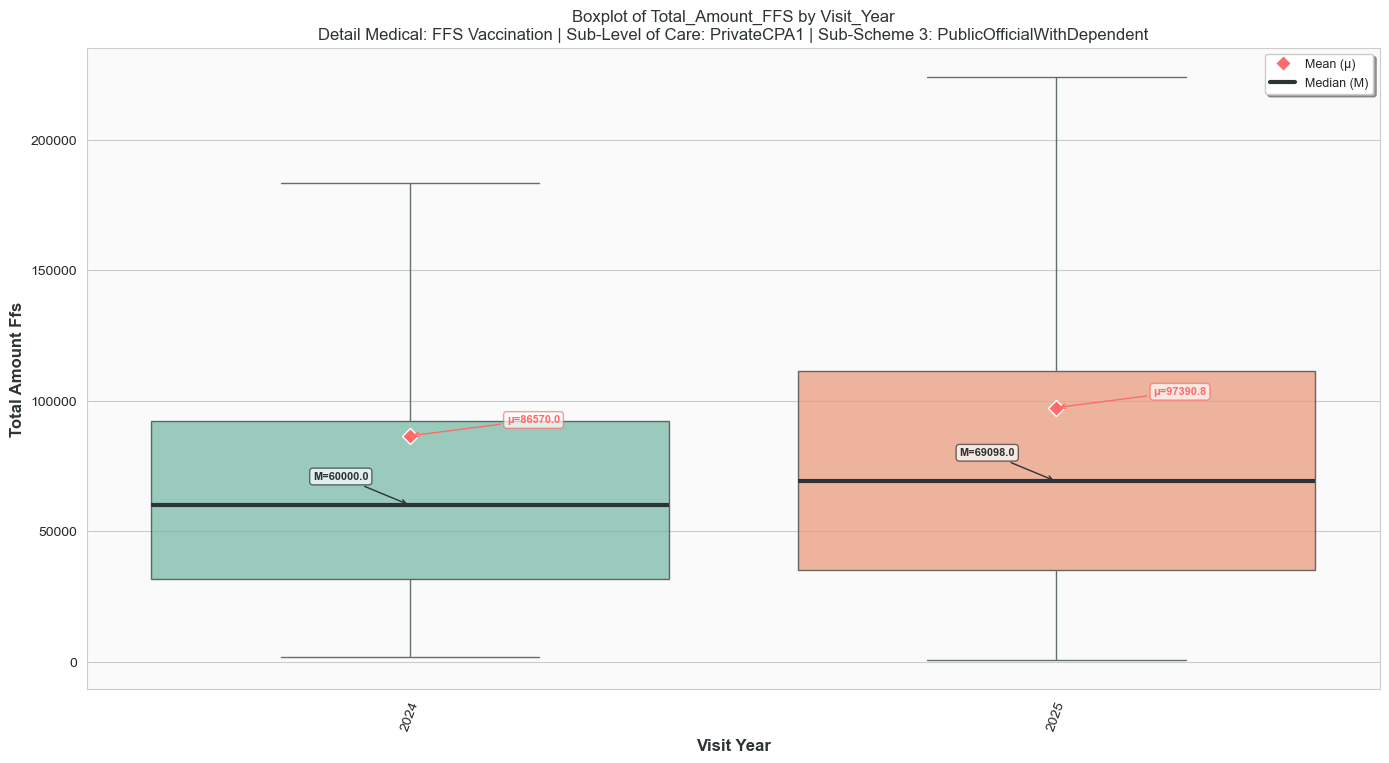 Boxplot of Total_Amount_FFS by Visit_Year
Detail Medical: FFS Vaccination | Sub-Level of Care: PrivateCPA1 | Sub-Scheme 3: PublicOfficialWithDependent
Mean (μ)
Median (M)
Total Amount Ffs
200000
150000
100000
50000
0
μ=86570.0
M=60000.0
μ=97390.8
M=69098.0
2024
2025
Visit Year